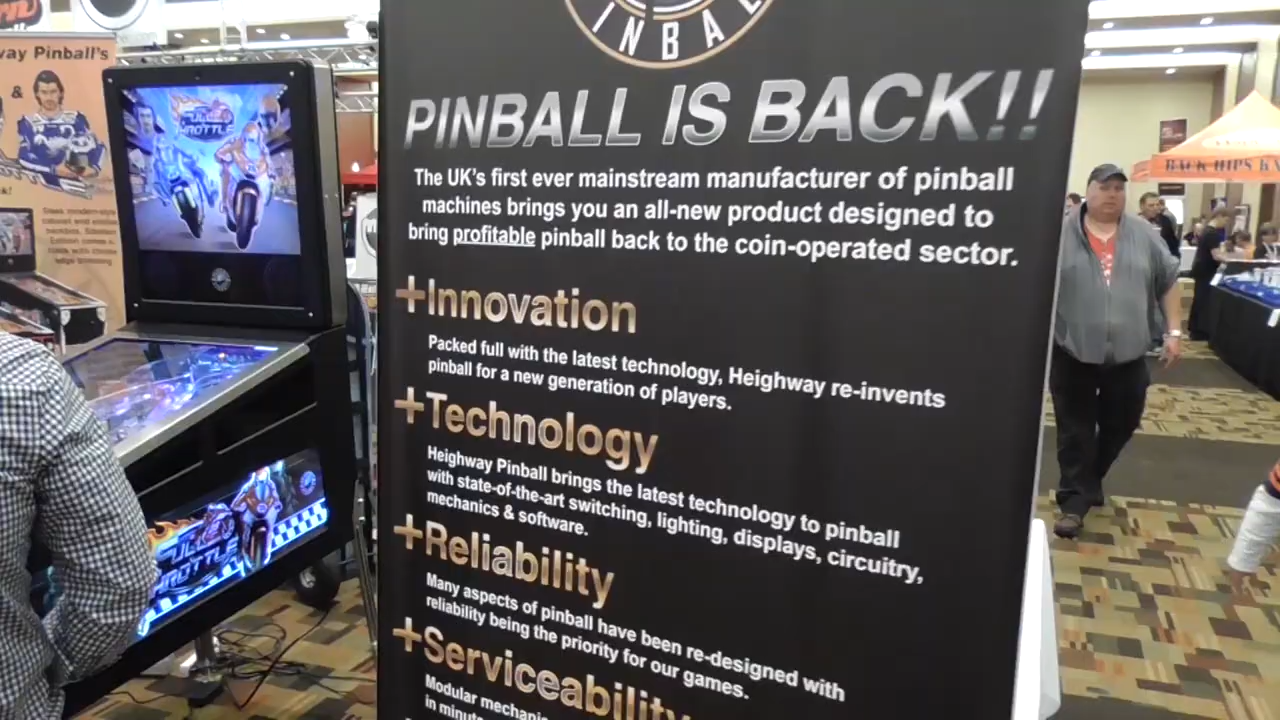 way Pinball's
&
FULL
THROTTLE
PINBAL
PINBALL IS BACK!!
The UK's first ever mainstream manufacturer of pinball
machines brings you an all-new product designed to
bring profitable pinball back to the coin-operated sector.
+Innovation
Packed full with the latest technology, Heighway re-invents
pinball for a new generation of players.
+Technology
Heighway Pinball brings the latest technology to pinball
with state-of-the-art switching, lighting, displays, circuitry,
mechanics & software.
+Reliability
Many aspects of pinball have been re-designed with
reliability being the priority for our games.
+Serviceability
Modular mechani
in minut
FULL
THROTTLE
BACK HIPS